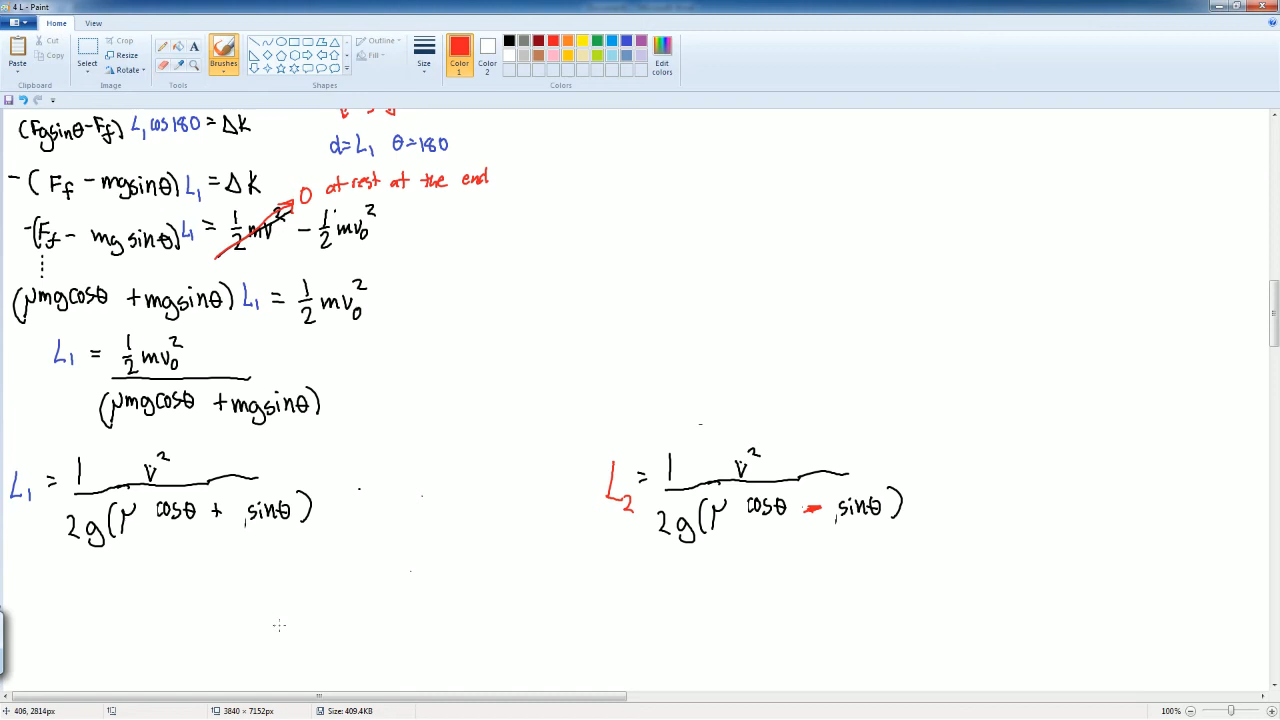 4 L - Paint
Home View
Paste
Cut
Copy
Clipboard
Select
Crop
Resize
Rotate
Image
A
Tools
Brushes
Shapes
Outline
Fill
Size
Color 1
Color 2
Edit colors
Colors
(Fgsinθ-Ff) L₁ cos180 = ΔK
d=L₁ θ=180
-(Ff - mgsinθ)L₁ = ΔK
0 at rest at the end
-(Ff - mg sinθ)L₁ = 1/2 mv² - 1/2 mv₀²
(μmgcosθ + mgsinθ) L₁ = 1/2 mv₀²
L₁ = 1/2 mv₀² / (μmgcosθ + mgsinθ)
L₁ = 1 v² / 2g(μ cosθ + sinθ)
L₂ = 1 v² / 2g(μ cosθ - sinθ)
406, 2814px
3840 × 7152px
Size: 409.4KB
100%